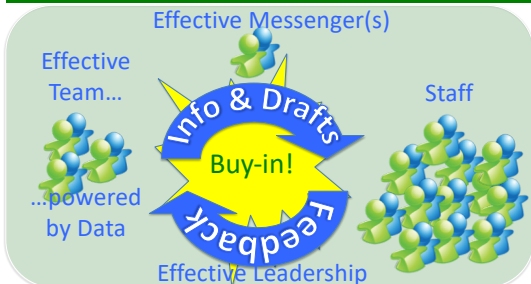 Effective Messenger(s)
Effective
Team…
Staff
Info & Drafts
Buy-in!
Feedback
…powered
by Data
Effective Leadership